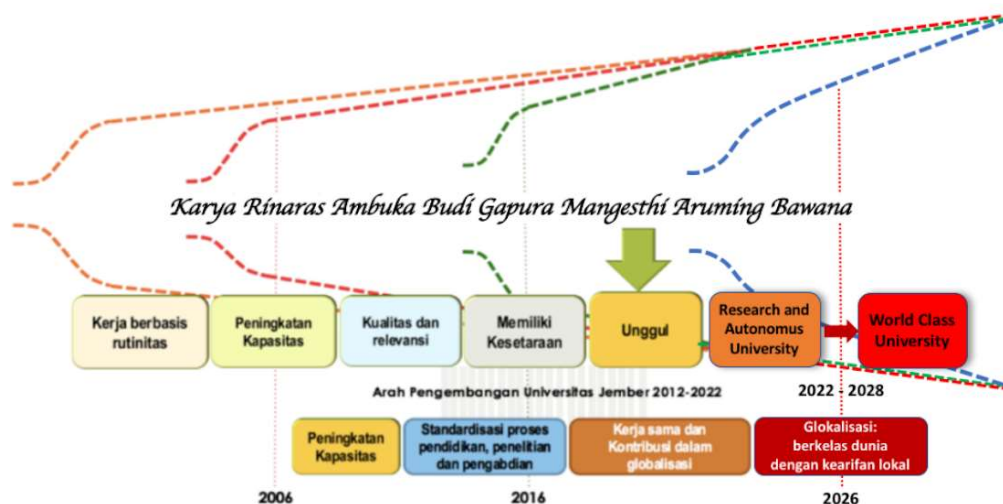 Karya Rinaras Ambuka Budi Gapura Mangesthi Aruming Bawana
Kerja berbasis
rutinitas
Peningkatan
Kapasitas
Kualitas dan
relevansi
Memiliki
Kesetaraan
Unggul
Research and
Autonomus
University
World Class
University
Arah Pengembangan Universitas Jember 2012-2022
2022 - 2028
Peningkatan
Kapasitas
Standardisasi proses
pendidikan, penelitian
dan pengabdian
Kerja sama dan
Kontribusi dalam
globalisasi
Glokalisasi:
berkelas dunia
dengan kearifan lokal
2006
2016
2026